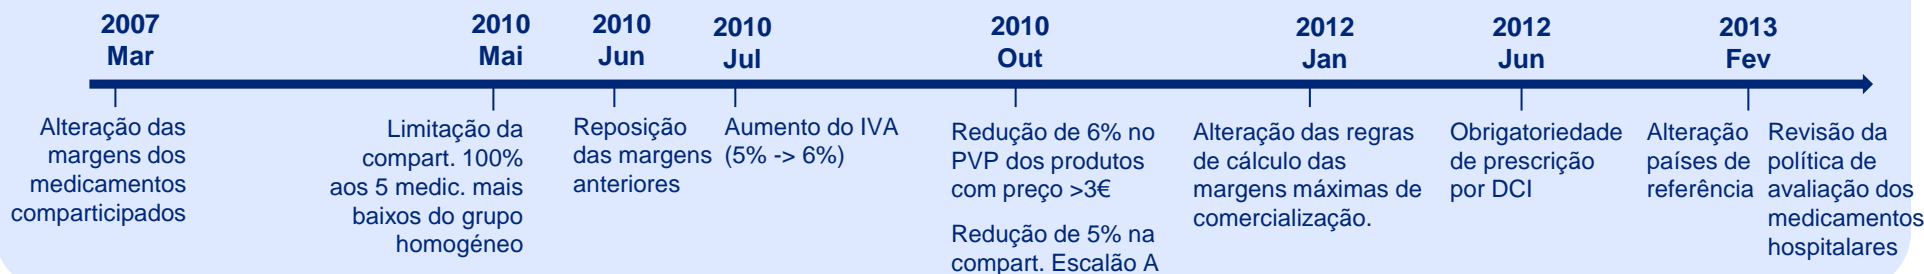 2007
Mar
2010
Mai
2010
Jun
2010
Jul
2010
Out
2012
Jan
2012
Jun
2013
Fev
Alteração das
margens dos
medicamentos
comparticipados
Limitação da
compart. 100%
aos 5 medic. mais
baixos do grupo
homogéneo
Reposição
das margens
anteriores
Aumento do IVA
(5% -> 6%)
Redução de 6% no
PVP dos produtos
com preço >3€
Redução de 5% na
compart. Escalão A
Alteração das regras
de cálculo das
margens máximas de
comercialização.
Obrigatoriedade
de prescrição
por DCI
Alteração
países de
referência
Revisão da
política de
avaliação dos
medicamentos
hospitalares